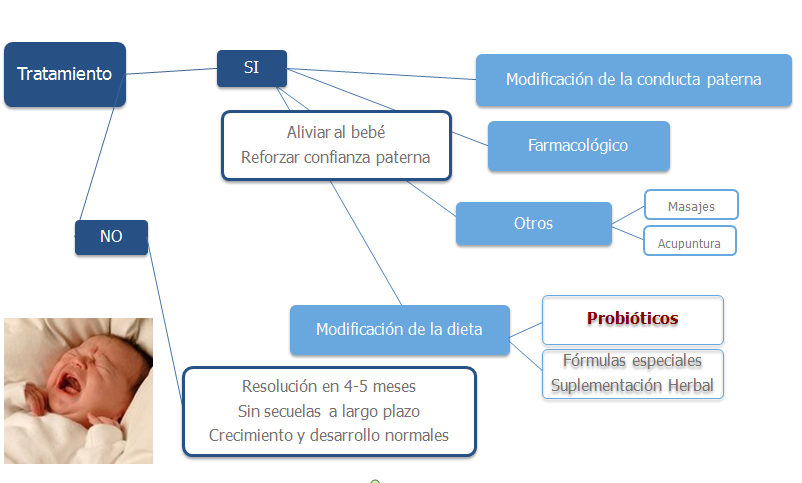 Tratamiento
SI
Modificación de la conducta paterna
Aliviar al bebé
Reforzar confianza paterna
Farmacológico
Otros
Masajes
Acupuntura
NO
Modificación de la dieta
Probióticos
Fórmulas especiales
Suplementación Herbal
Resolución en 4-5 meses
Sin secuelas a largo plazo
Crecimiento y desarrollo normales